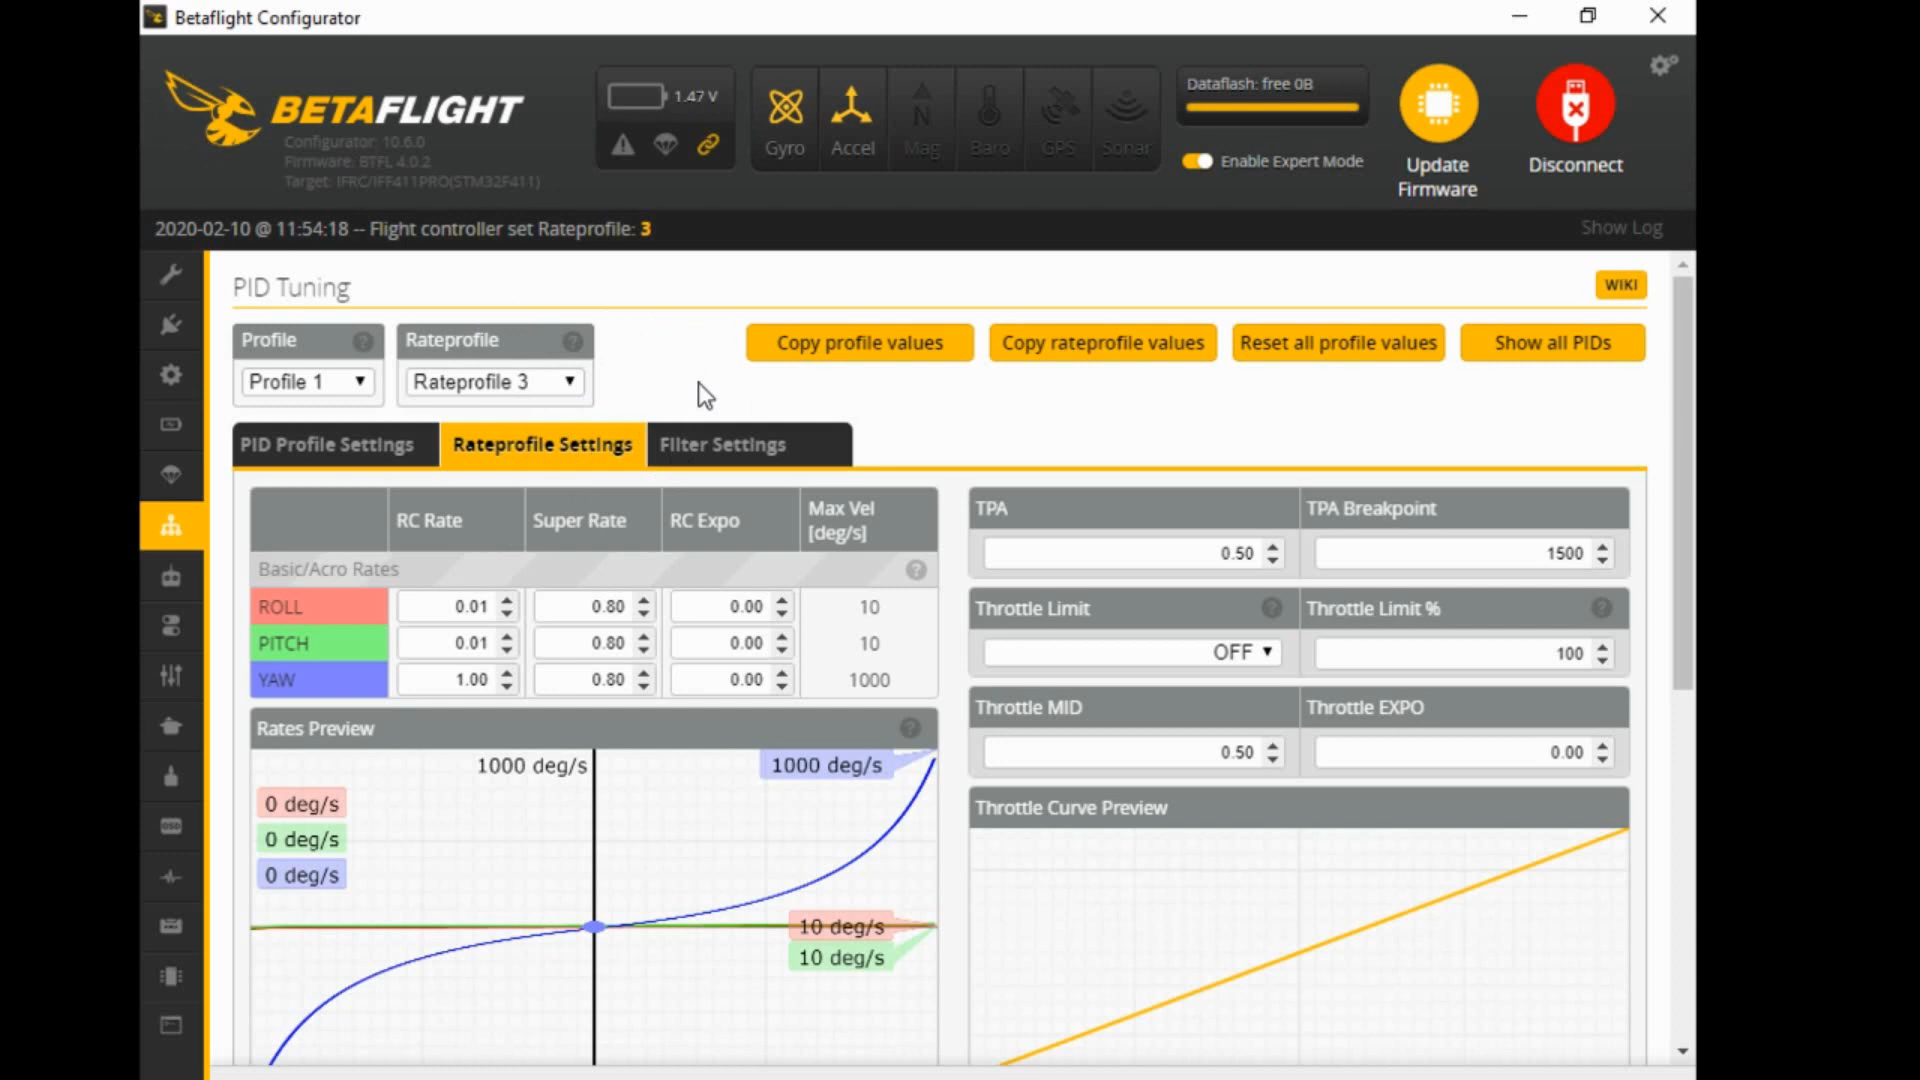 Betaflight Configurator
BETAFLIGHT
Configurator: 10.6.0
Firmware: BTFL 4.0.2
Target: IFRC/IFF411PRO(STM32F411)
1.47 V
Gyro
Accel
Mag
Baro
GPS
Sonar
Dataflash: free 0B
Enable Expert Mode
Update
Firmware
Disconnect
2020-02-10 @ 11:54:18 -- Flight controller set Rateprofile: 3
Show Log
PID Tuning
WIKI
Profile
Rateprofile
Profile 1
Rateprofile 3
Copy profile values
Copy rateprofile values
Reset all profile values
Show all PIDs
PID Profile Settings
Rateprofile Settings
Filter Settings
RC Rate
Super Rate
RC Expo
Max Vel
[deg/s]
Basic/Acro Rates
ROLL 0.01 0.80 0.00 10
PITCH 0.01 0.80 0.00 10
YAW 1.00 0.80 0.00 1000
Rates Preview
1000 deg/s
1000 deg/s
0 deg/s
0 deg/s
0 deg/s
10 deg/s
10 deg/s
TPA
TPA Breakpoint
0.50
1500
Throttle Limit
Throttle Limit %
OFF
100
Throttle MID
Throttle EXPO
0.50
0.00
Throttle Curve Preview